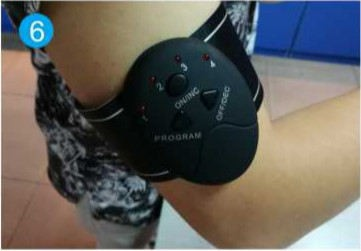 6
1 2 3 4
ON/INC
OFF/DEC
PROGRAM